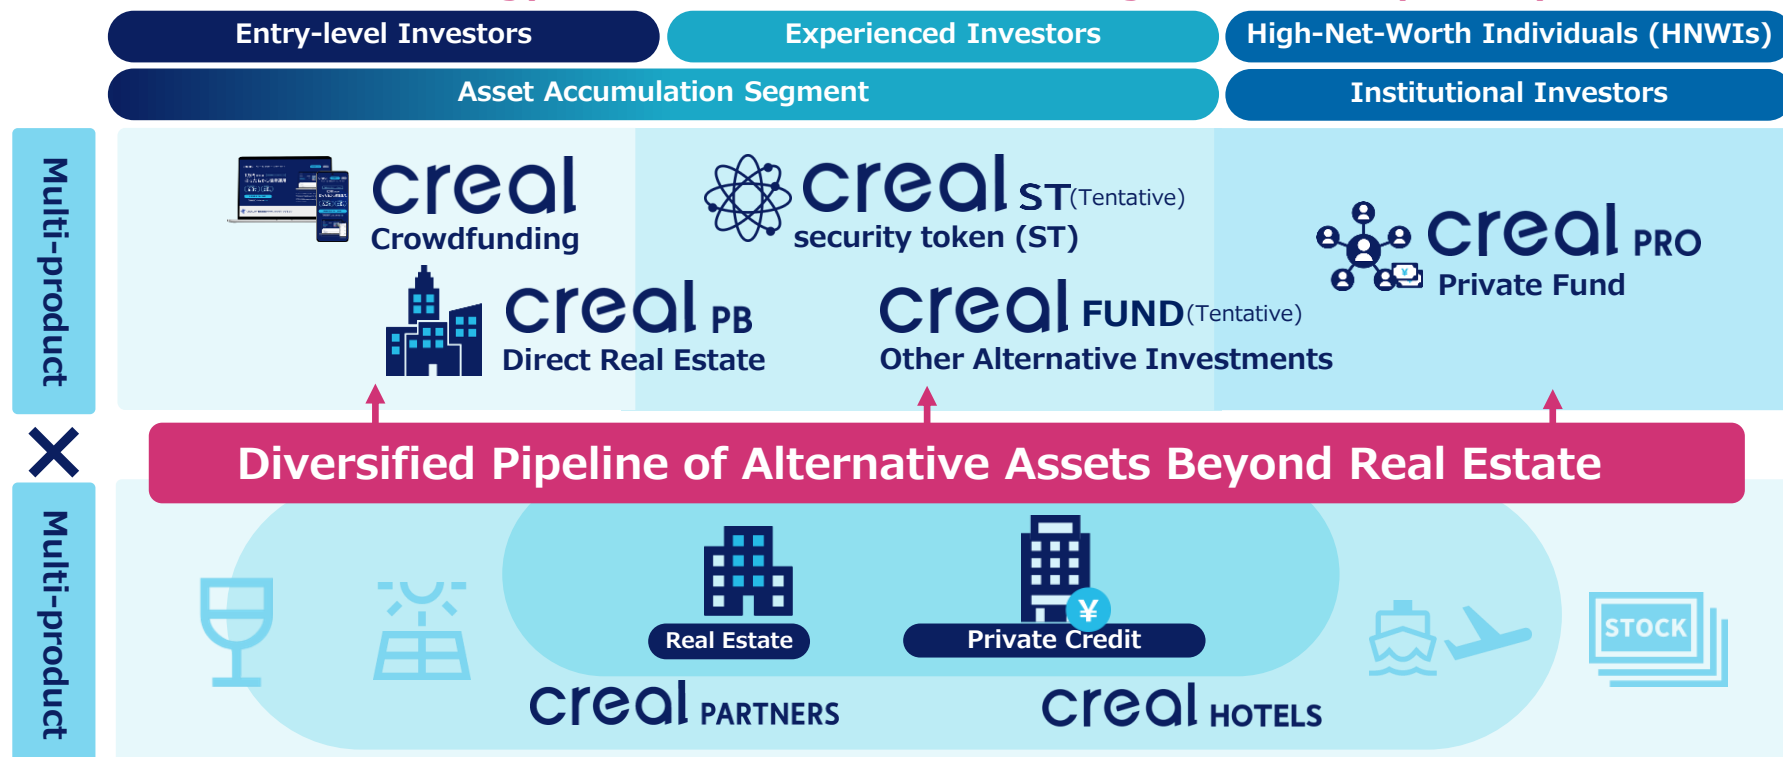 Entry-level Investors
Experienced Investors
High-Net-Worth Individuals (HNWIs)
Asset Accumulation Segment
Institutional Investors
Multi-product
creal
Crowdfunding
creal ST(Tentative)
security token (ST)
creal PRO
Private Fund
creal PB
Direct Real Estate
creal FUND(Tentative)
Other Alternative Investments
×
Diversified Pipeline of Alternative Assets Beyond Real Estate
Multi-product
¥
Real Estate
Private Credit
STOCK
creal PARTNERS
creal HOTELS